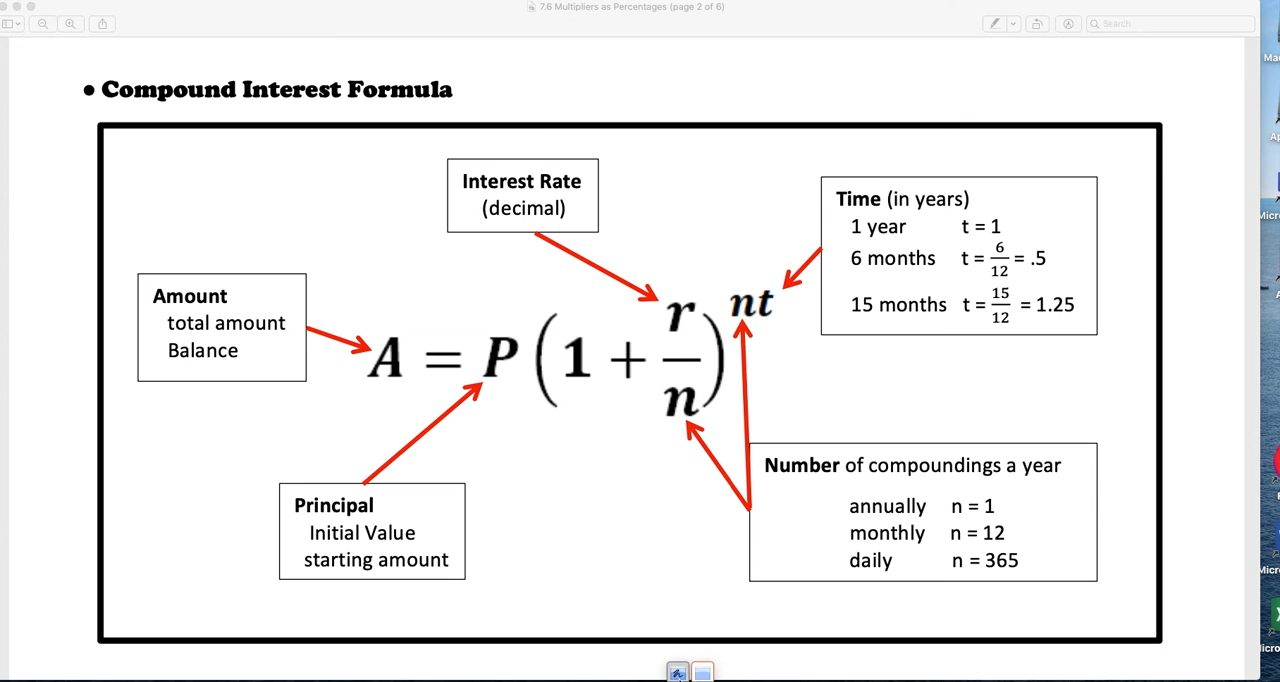 7.6 Multipliers as Percentages (page 2 of 6)
Search
• Compound Interest Formula
Interest Rate
(decimal)
Time (in years)
1 year t = 1
6 months t = 6/12 = .5
15 months t = 15/12 = 1.25
Amount
total amount
Balance
A = P(1 + r/n)^nt
Principal
Initial Value
starting amount
Number of compoundings a year
annually n = 1
monthly n = 12
daily n = 365